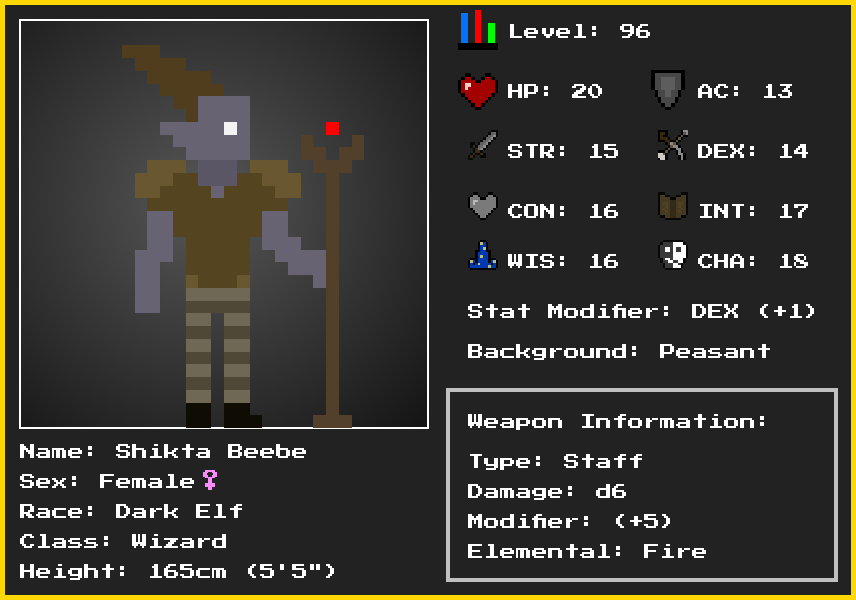 Level: 96
HP: 20 AC: 13
STR: 15 DEX: 14
CON: 16 INT: 17
WIS: 16 CHA: 18
Stat Modifier: DEX (+1)
Background: Peasant
Weapon Information:
Type: Staff
Damage: d6
Modifier: (+5)
Elemental: Fire
Name: Shikta Beebe
Sex: Female♀
Race: Dark Elf
Class: Wizard
Height: 165cm (5'5")